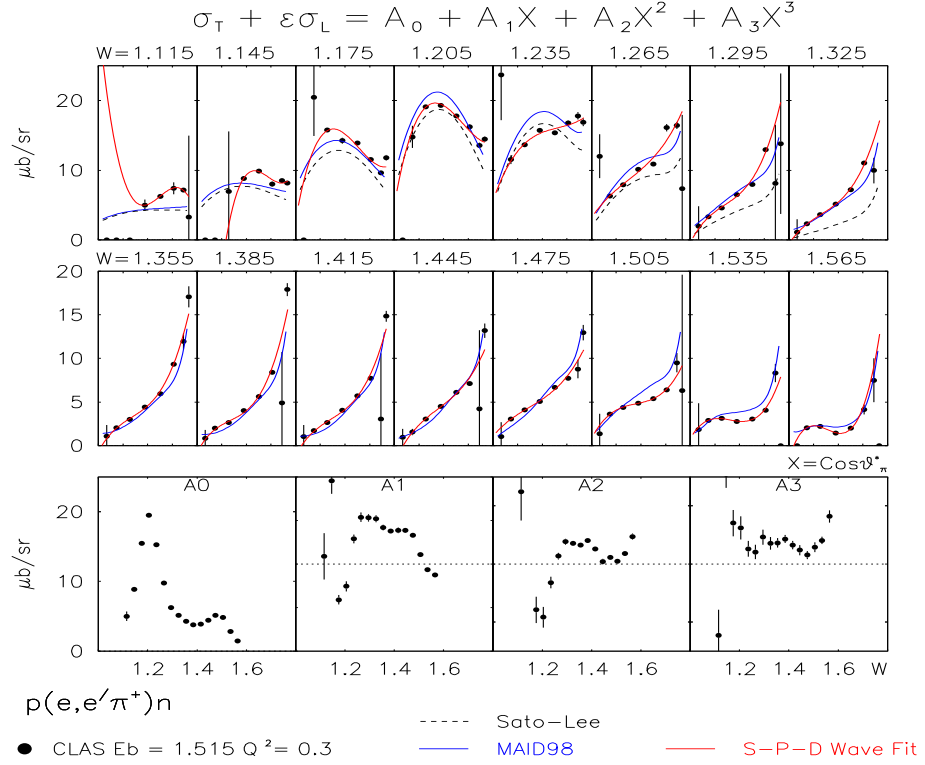 σ_T + εσ_L = A_0 + A_1X + A_2X^2 + A_3X^3
W= 1.115 1.145 1.175 1.205 1.235 1.265 1.295 1.325
20
10
0
μb/sr
W= 1.355 1.385 1.415 1.445 1.475 1.505 1.535 1.565
20
15
10
5
0
μb/sr
X=Cosϑ*_π
A0 A1 A2 A3
20
10
0
μb/sr
1.2 1.4 1.6 1.2 1.4 1.6 1.2 1.4 1.6 1.2 1.4 1.6 W
p(e,e′π⁺)n
Sato–Lee
CLAS Eb = 1.515 Q²= 0.3 MAID98 S–P–D Wave Fit